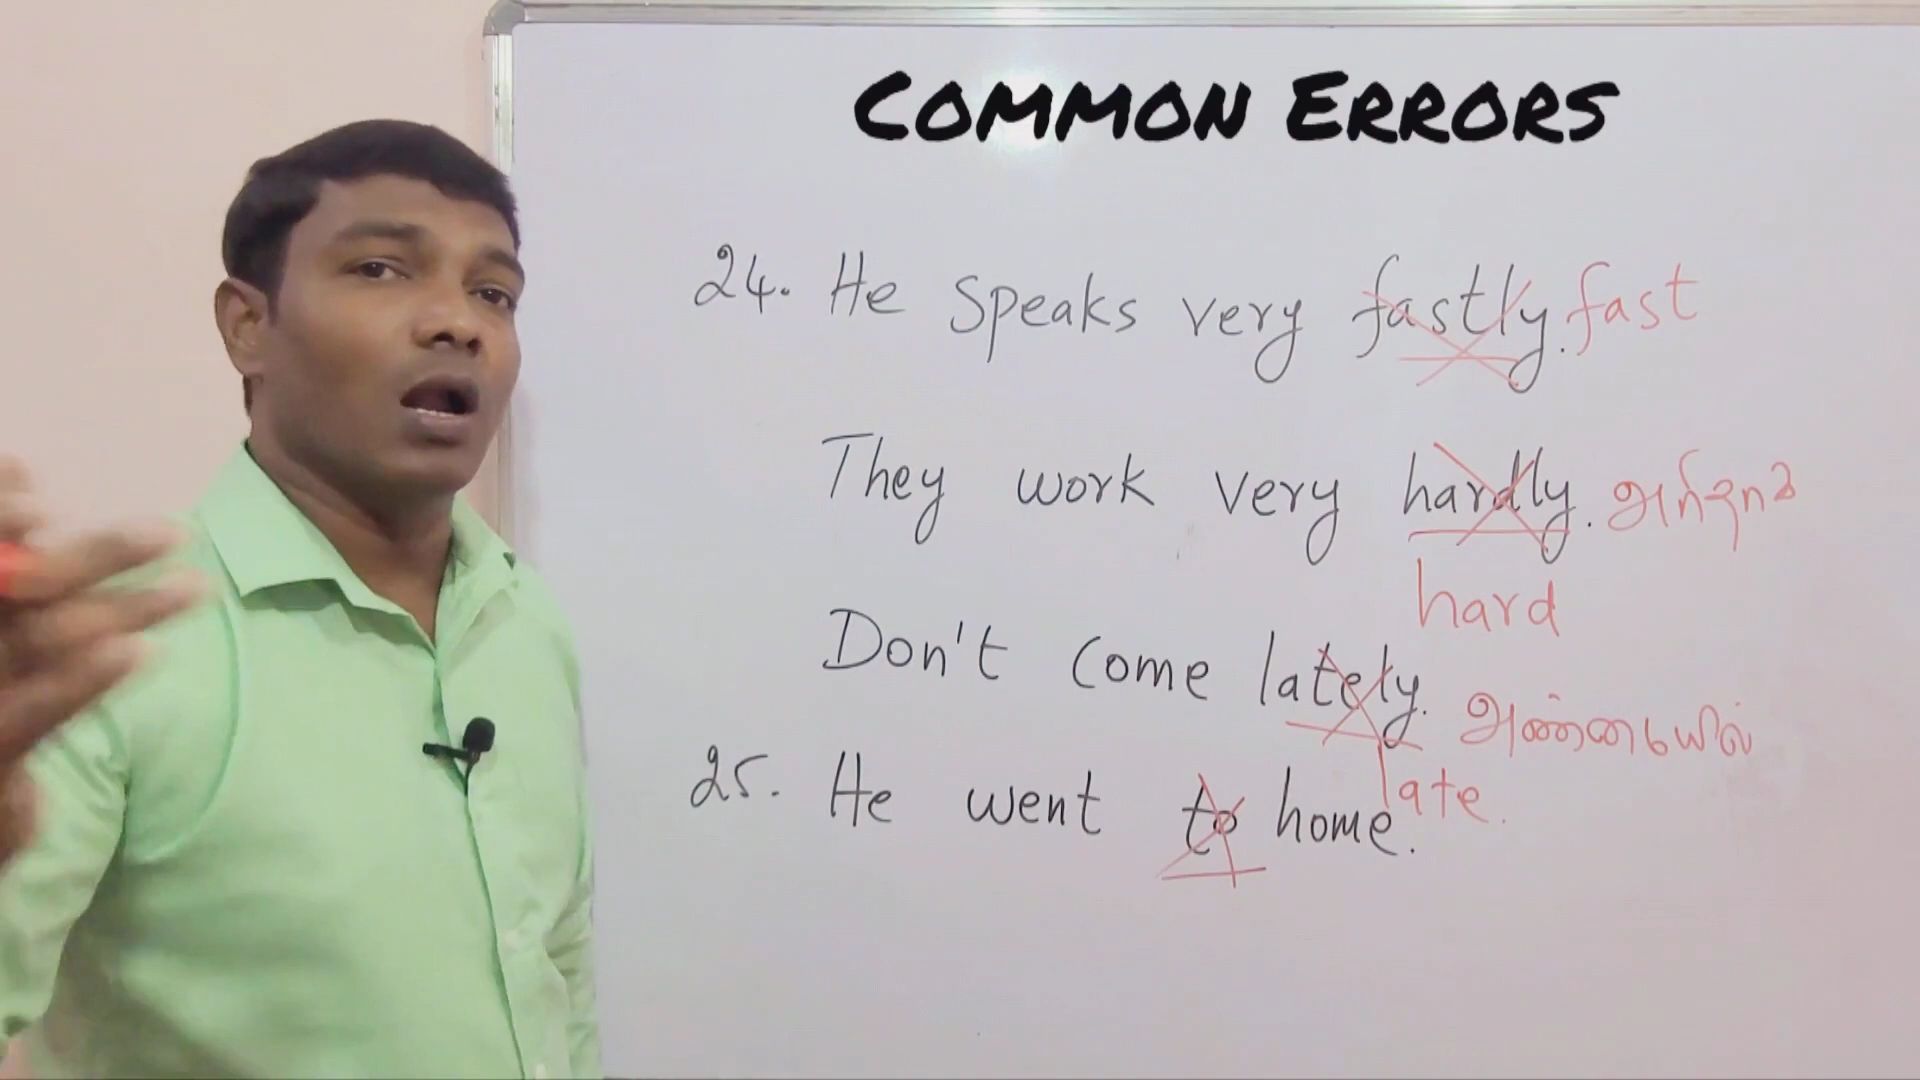 COMMON ERRORS
24. He speaks very fastly. fast
They work very hardly. அரிதாக
hard
Don't come lately. அண்மையில்
late.
25. He went to home.